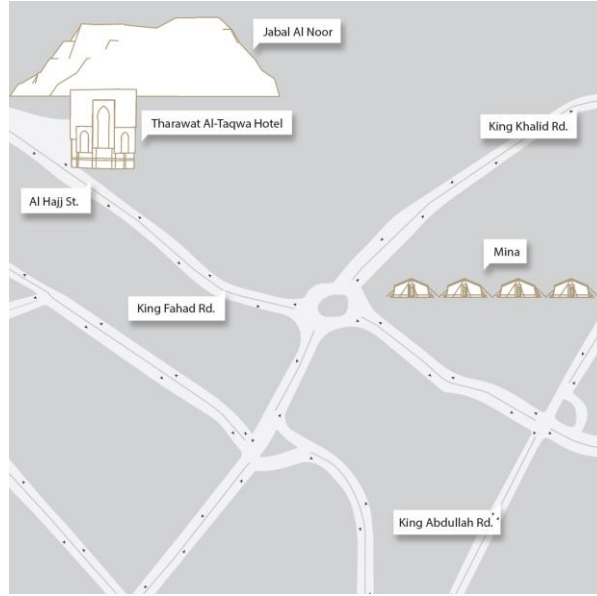 Jabal Al Noor
Tharawat Al-Taqwa Hotel
King Khalid Rd.
Al Hajj St.
Mina
King Fahad Rd.
King Abdullah Rd.